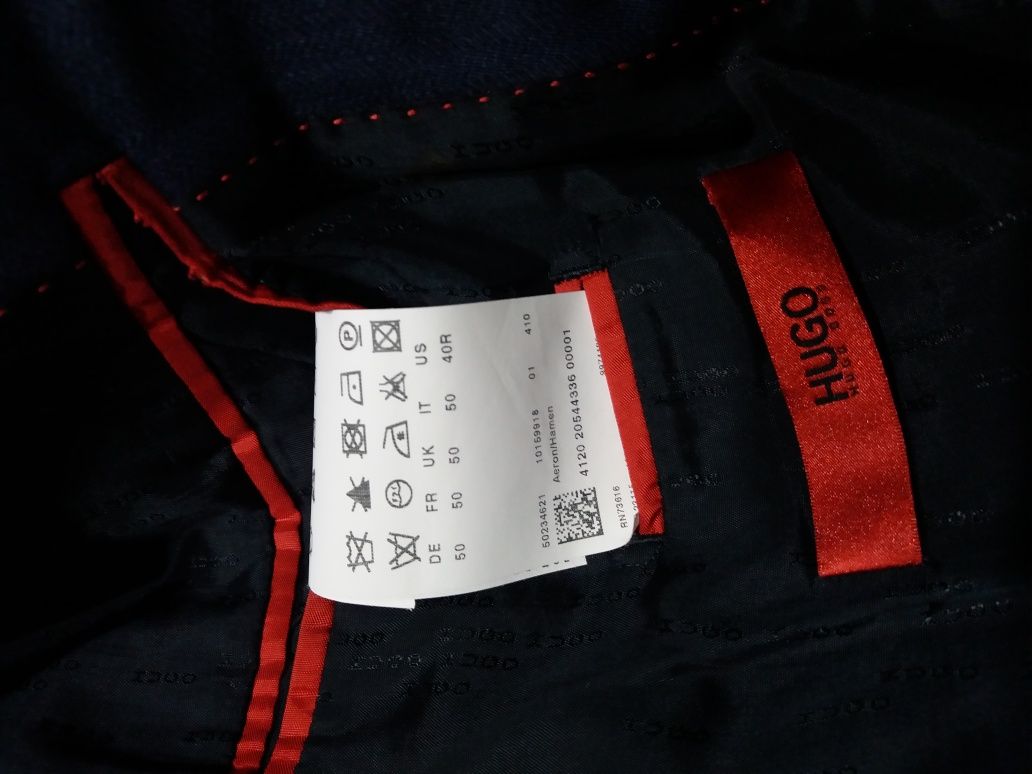 DE FR UK IT US
50 50 50 50 40R
50234621 10159918 01 410
Aeron/Hamen
4120 20544336 00001
RN73616
HUGO
HUGO BOSS